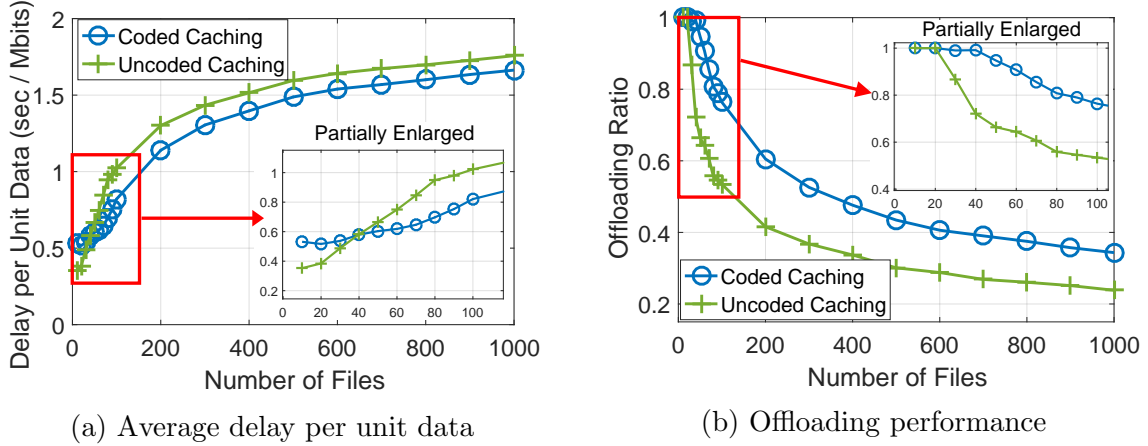 Delay per Unit Data (sec / Mbits)
2
1.5
1
0.5
0
Coded Caching
Uncoded Caching
Partially Enlarged
1
0.8
0.6
0.4
0.2
0 20 40 60 80 100
0 200 400 600 800 1000
Number of Files
(a) Average delay per unit data
Offloading Ratio
1
0.8
0.6
0.4
0.2
Partially Enlarged
1
0.8
0.6
0.4
0 20 40 60 80 100
Coded Caching
Uncoded Caching
0 200 400 600 800 1000
Number of Files
(b) Offloading performance